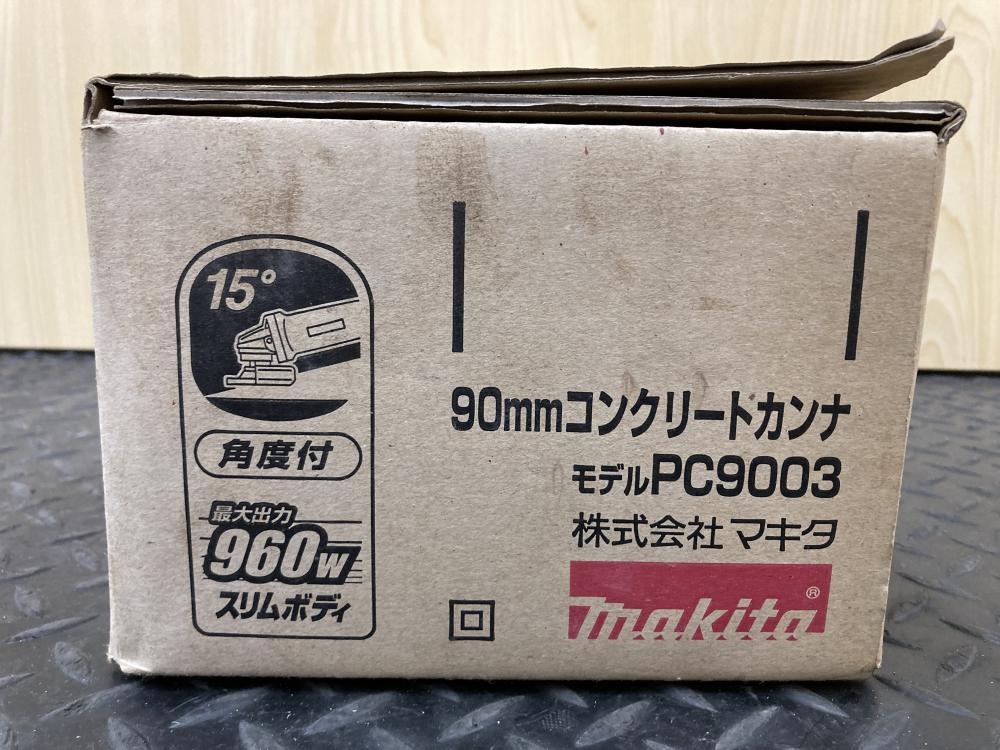 15°
角度付
最大出力
960W
スリムボディ
90mmコンクリートカンナ
モデルPC9003
株式会社マキタ
makita®